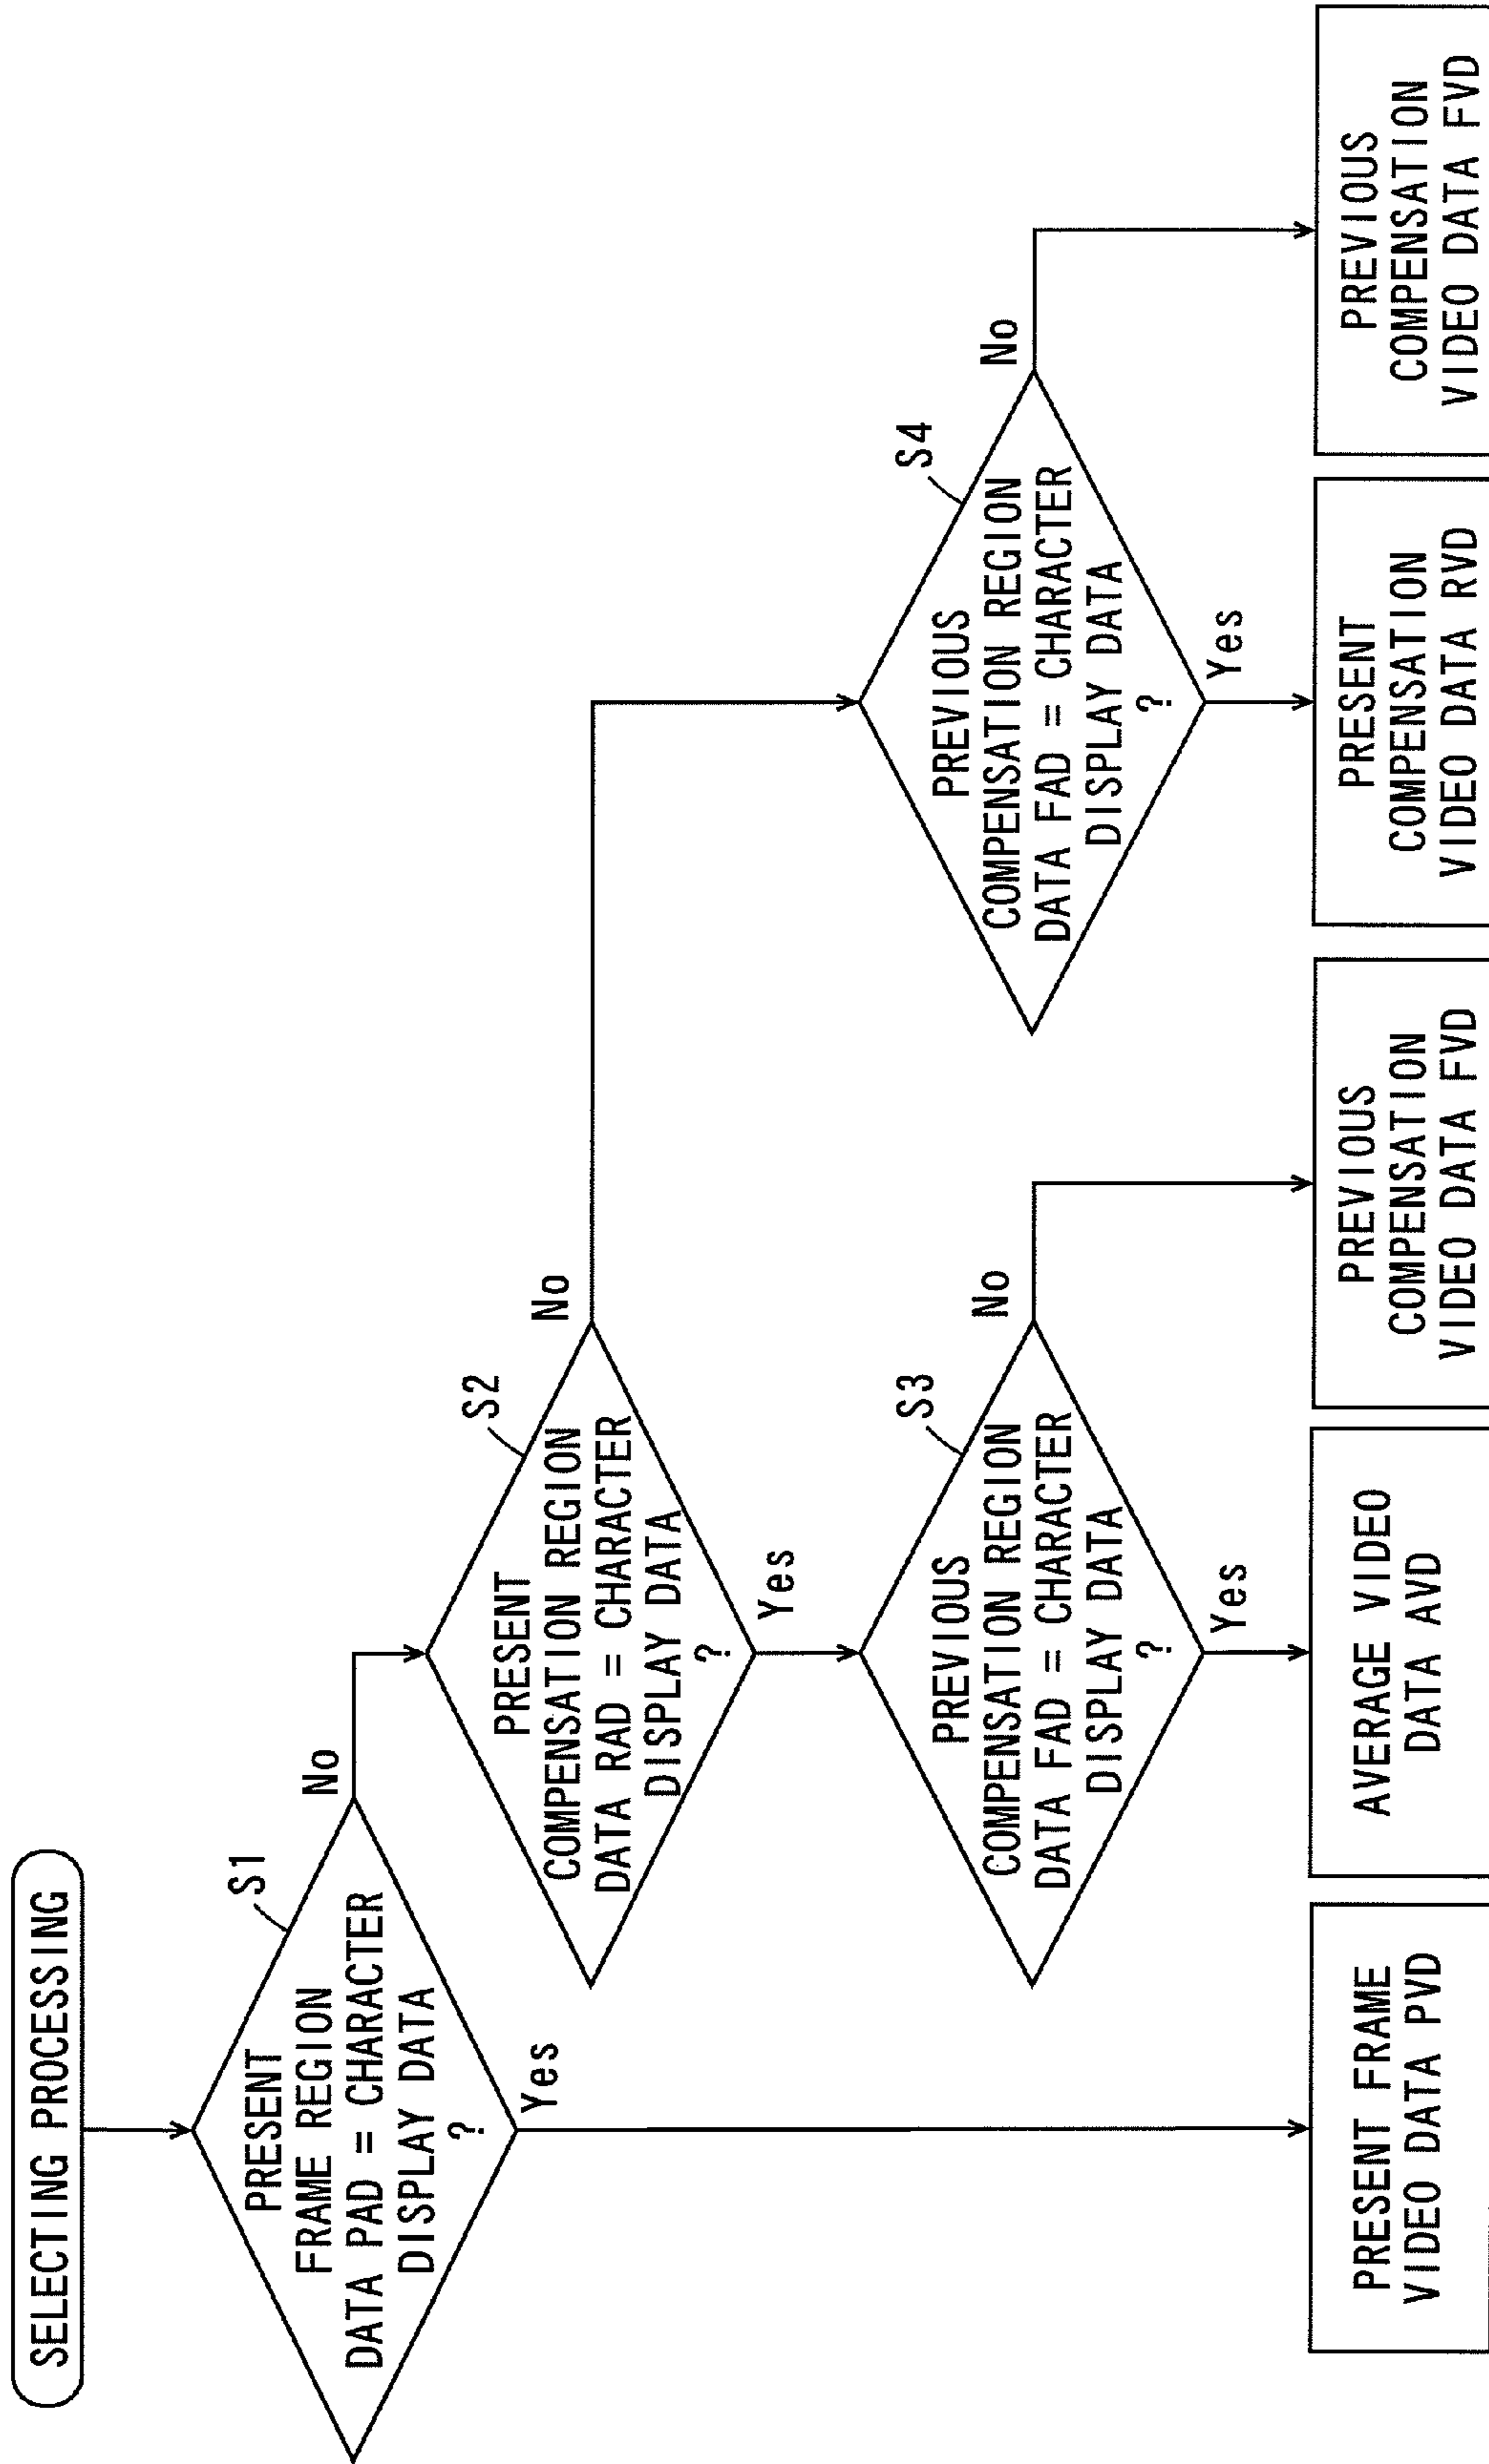 SELECTING PROCESSING
S1
PRESENT
FRAME REGION
DATA PAD = CHARACTER
DISPLAY DATA
?
No
Yes
S2
PRESENT
COMPENSATION REGION
DATA RAD = CHARACTER
DISPLAY DATA
?
No
Yes
S3
PREVIOUS
COMPENSATION REGION
DATA FAD = CHARACTER
DISPLAY DATA
?
No
Yes
S4
PREVIOUS
COMPENSATION REGION
DATA FAD = CHARACTER
DISPLAY DATA
?
No
Yes
PRESENT FRAME
VIDEO DATA PVD
AVERAGE VIDEO
DATA AVD
PREVIOUS
COMPENSATION
VIDEO DATA FVD
PRESENT
COMPENSATION
VIDEO DATA RVD
PREVIOUS
COMPENSATION
VIDEO DATA FVD